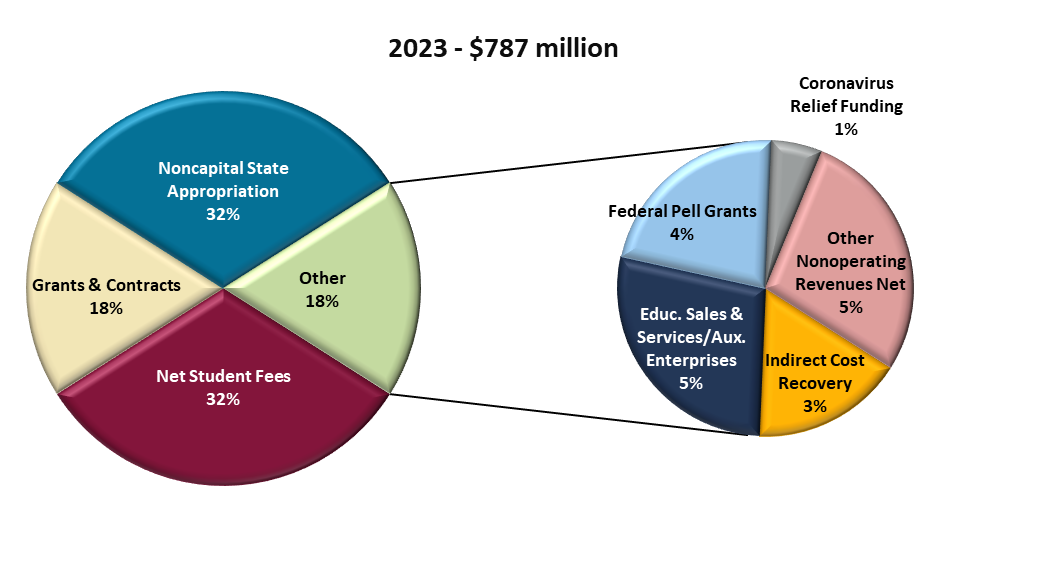 2023 - $787 million
Noncapital State
Appropriation
32%
Grants & Contracts
18%
Other
18%
Net Student Fees
32%
Coronavirus
Relief Funding
1%
Federal Pell Grants
4%
Other
Nonoperating
Revenues Net
5%
Educ. Sales &
Services/Aux.
Enterprises
5%
Indirect Cost
Recovery
3%